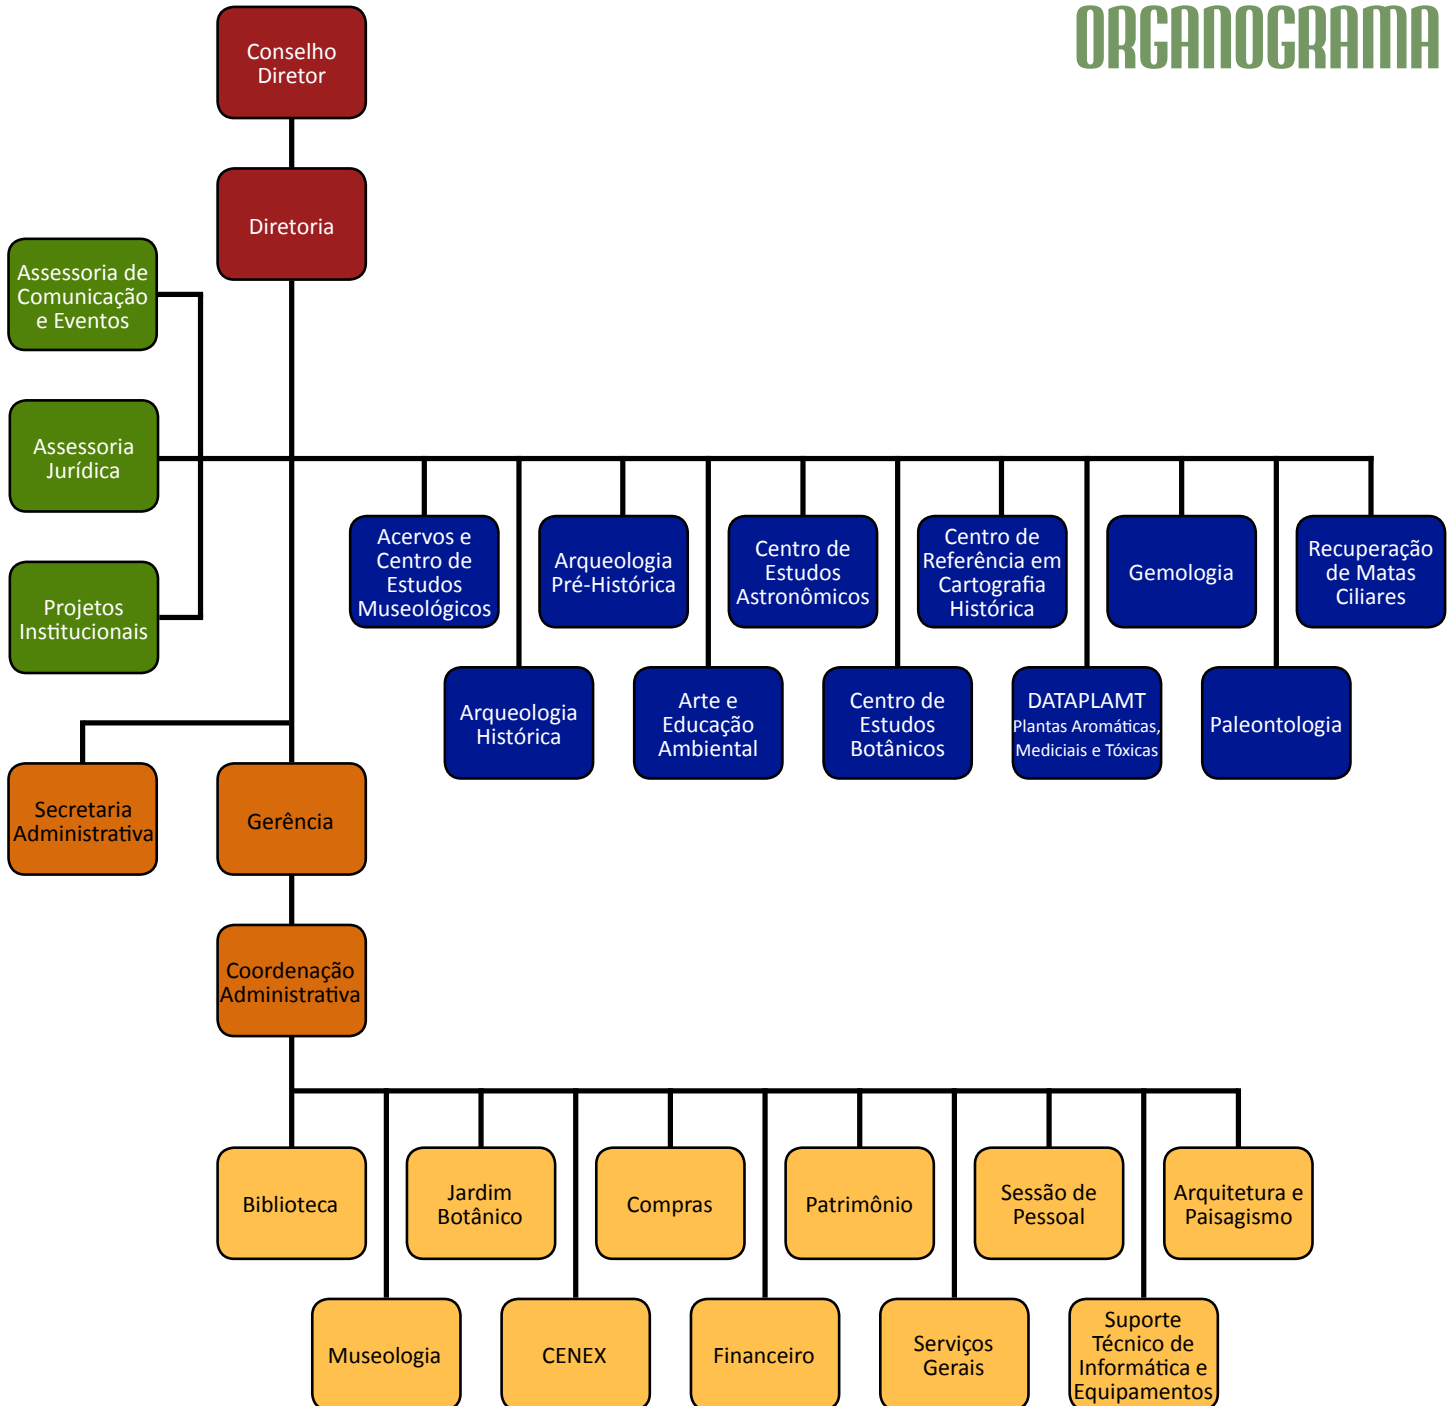 ORGANOGRAMA
Conselho
Diretor
Diretoria
Assessoria de
Comunicação
e Eventos
Assessoria
Jurídica
Projetos
Institucionais
Acervos e
Centro de
Estudos
Museológicos
Arqueologia
Pré-Histórica
Centro de
Estudos
Astronômicos
Centro de
Referência em
Cartografia
Histórica
Gemologia
Recuperação
de Matas
Ciliares
Arqueologia
Histórica
Arte e
Educação
Ambiental
Centro de
Estudos
Botânicos
DATAPLAMT
Plantas Aromáticas,
Mediciais e Tóxicas
Paleontologia
Secretaria
Administrativa
Gerência
Coordenação
Administrativa
Biblioteca
Jardim
Botânico
Compras
Patrimônio
Sessão de
Pessoal
Arquitetura e
Paisagismo
Museologia
CENEX
Financeiro
Serviços
Gerais
Suporte
Técnico de
Informática e
Equipamentos